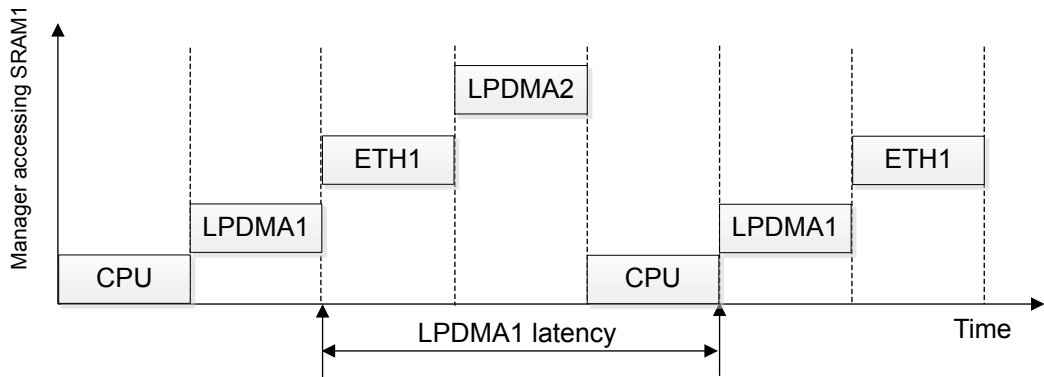 Manager accessing SRAM1
LPDMA2
ETH1
ETH1
LPDMA1
LPDMA1
CPU
CPU
LPDMA1 latency
Time